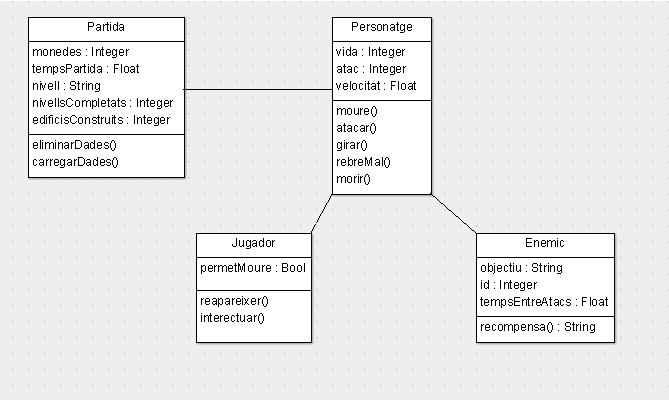 Partida
monedes : Integer
tempsPartida : Float
nivell : String
nivellsCompletats : Integer
edificisConstruits : Integer
eliminarDades()
carregarDades()
Personatge
vida : Integer
atac : Integer
velocitat : Float
moure()
atacar()
girar()
rebreMal()
morir()
Jugador
permetMoure : Bool
reapareixer()
interectuar()
Enemic
objectiu : String
id : Integer
tempsEntreAtacs : Float
recompensa() : String